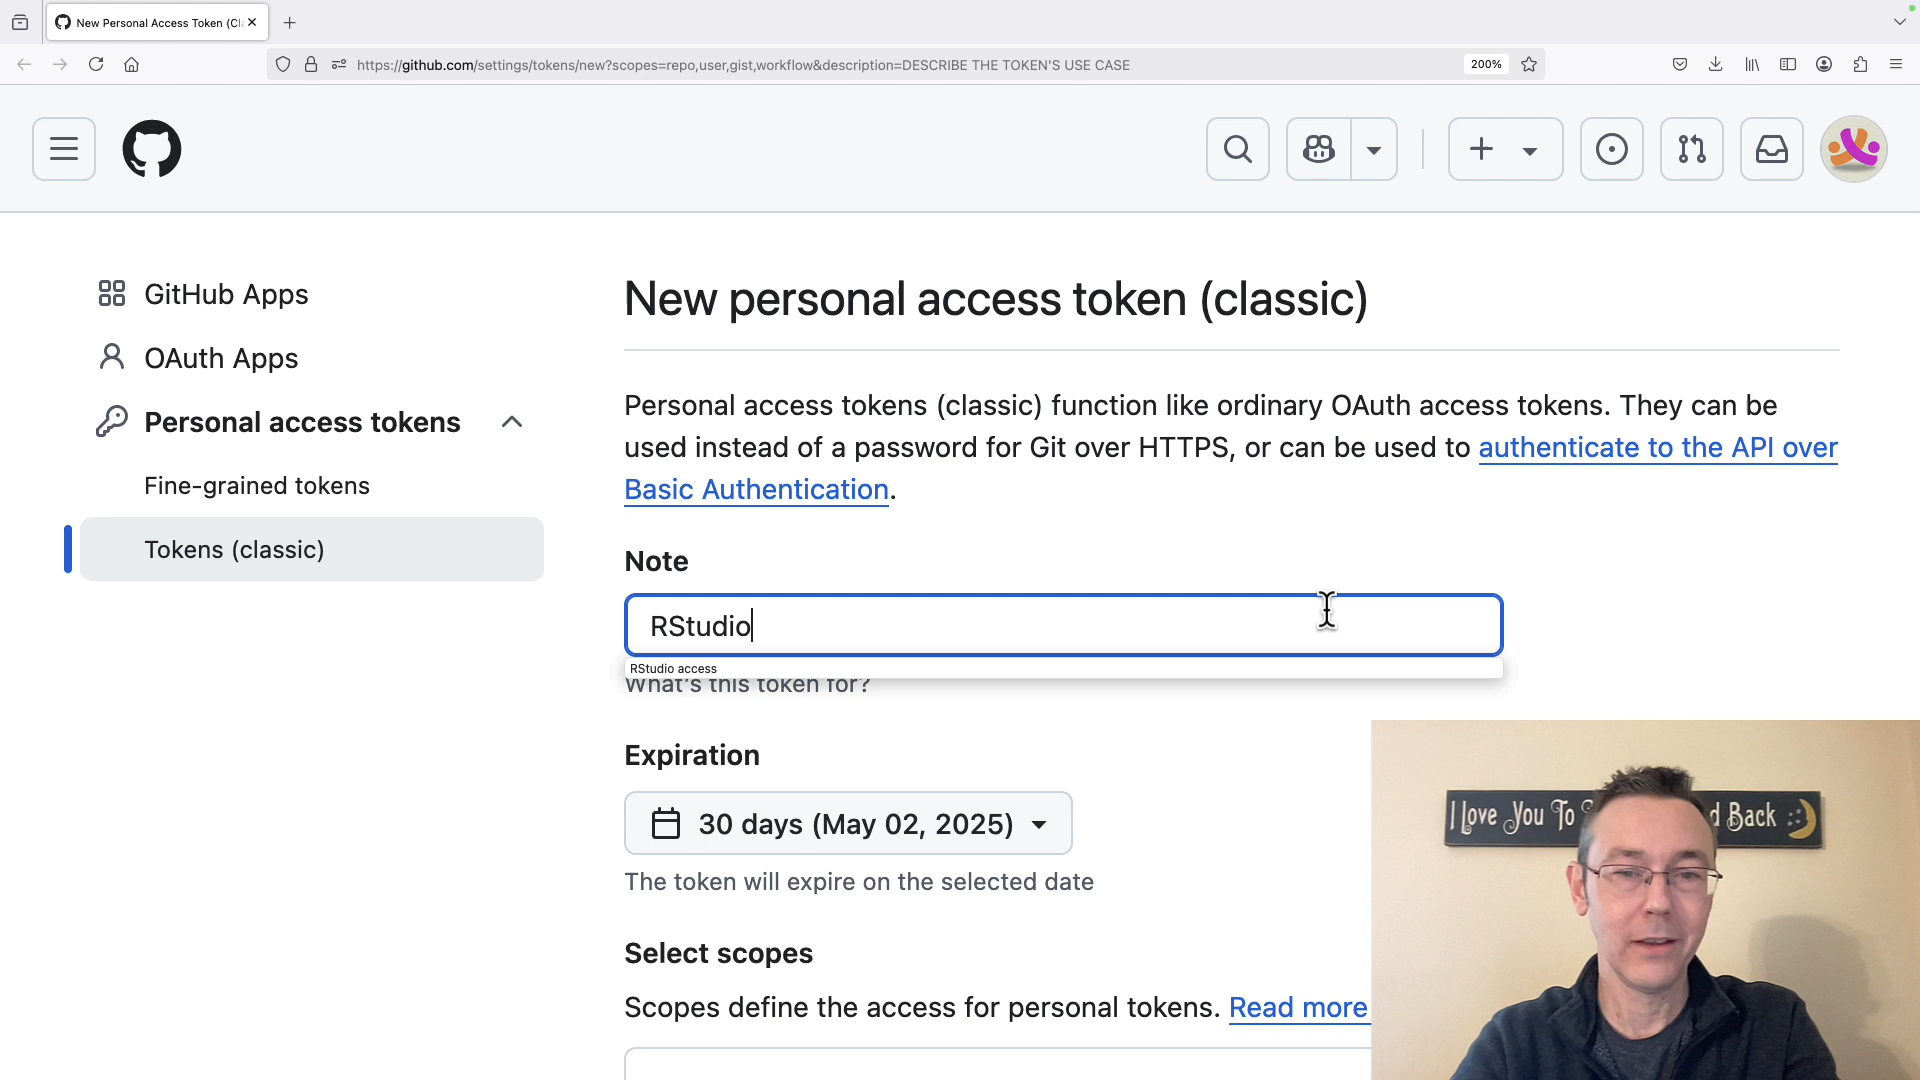 New Personal Access Token (Cl
https://github.com/settings/tokens/new?scopes=repo,user,gist,workflow&description=DESCRIBE THE TOKEN'S USE CASE
200%
GitHub Apps
OAuth Apps
Personal access tokens
Fine-grained tokens
Tokens (classic)
New personal access token (classic)
Personal access tokens (classic) function like ordinary OAuth access tokens. They can be
used instead of a password for Git over HTTPS, or can be used to authenticate to the API over
Basic Authentication.
Note
RStudio
RStudio access
What's this token for?
Expiration
30 days (May 02, 2025)
The token will expire on the selected date
Select scopes
Scopes define the access for personal tokens. Read more
I Love You To
d Back